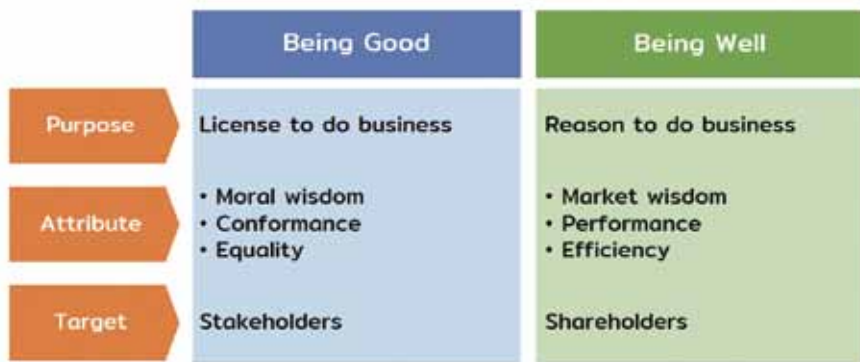 Being Good
Being Well
Purpose
License to do business
Reason to do business
Attribute
• Moral wisdom
• Conformance
• Equality
• Market wisdom
• Performance
• Efficiency
Target
Stakeholders
Shareholders